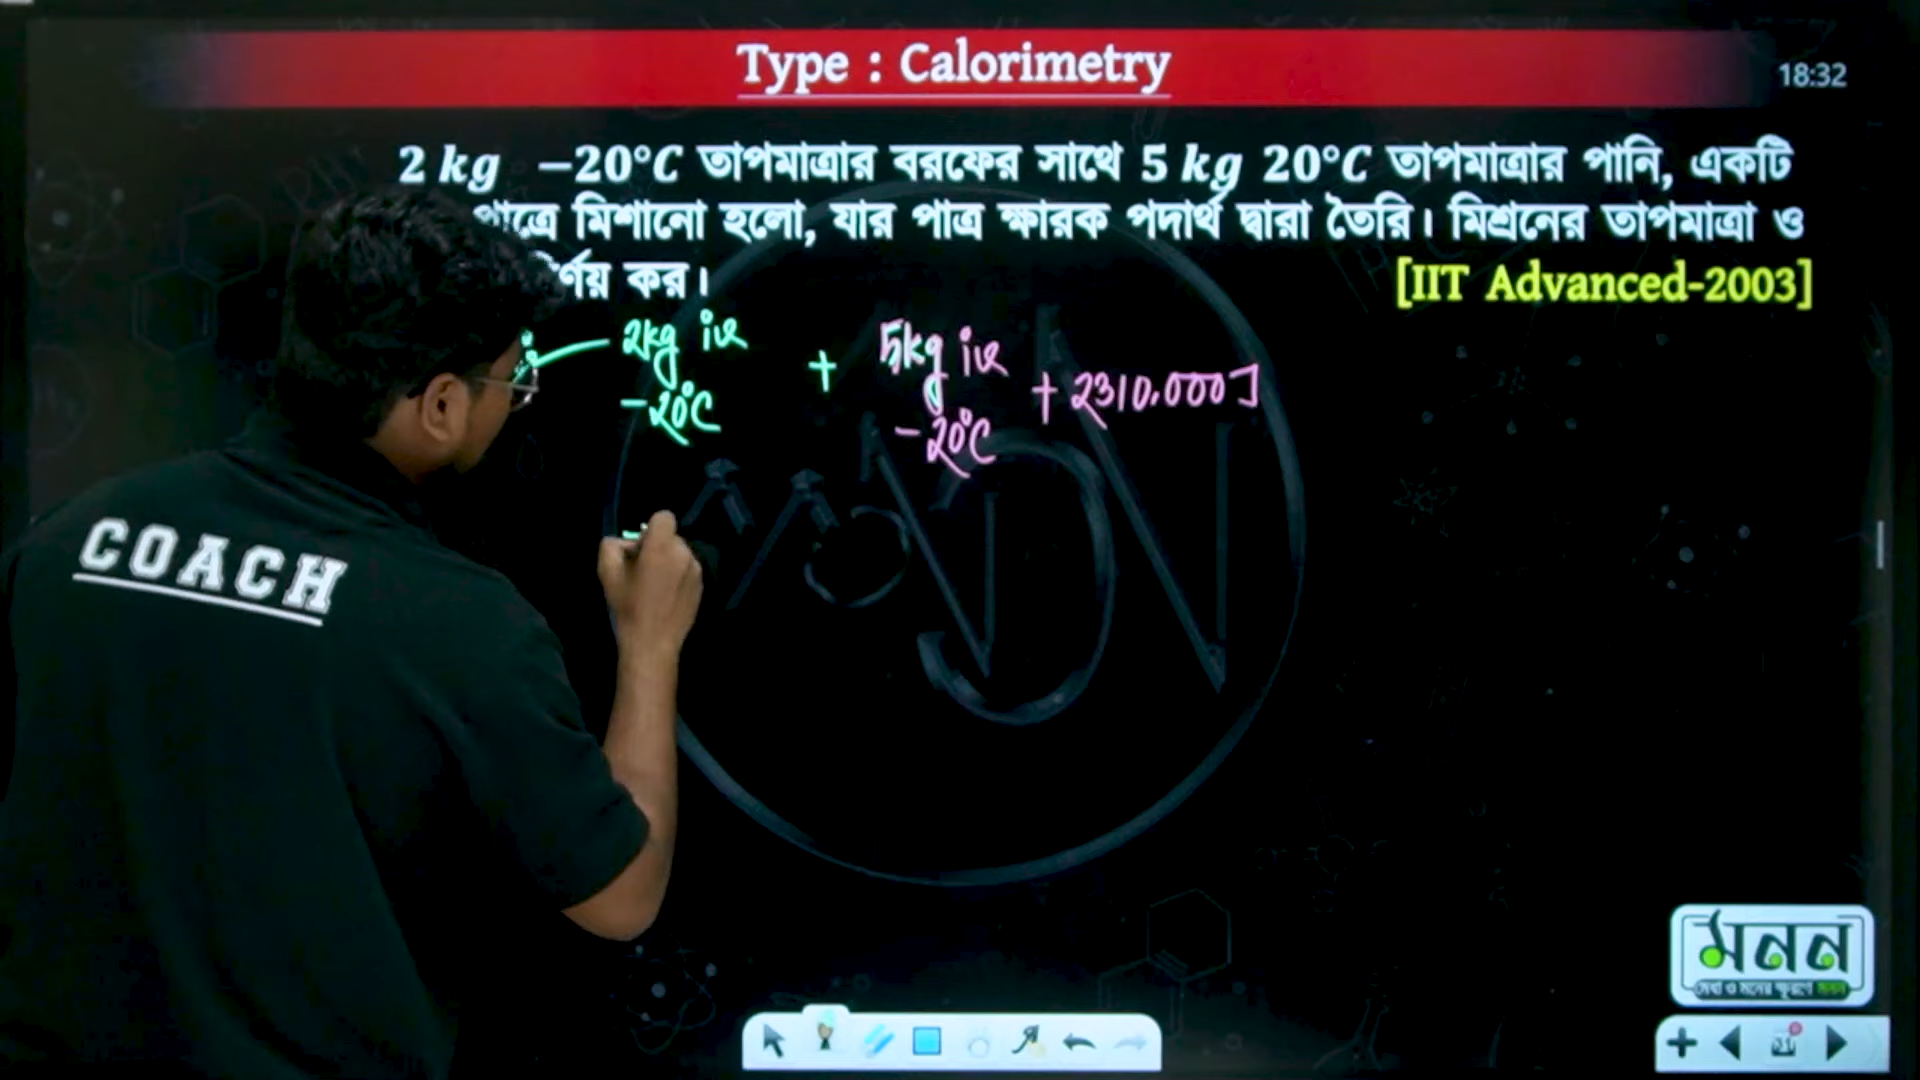 Type : Calorimetry
18:32
2 kg −20°C তাপমাত্রার বরফের সাথে 5 kg 20°C তাপমাত্রার পানি, একটি
পাত্রে মিশানো হলো, যার পাত্র ক্ষারক পদার্থ দ্বারা তৈরি। মিশ্রনের তাপমাত্রা ও
র্ণয় কর।
[IIT Advanced-2003]
2kg ice + 5kg ice + 2310,000J
-20°C -20°C
COACH
মনন